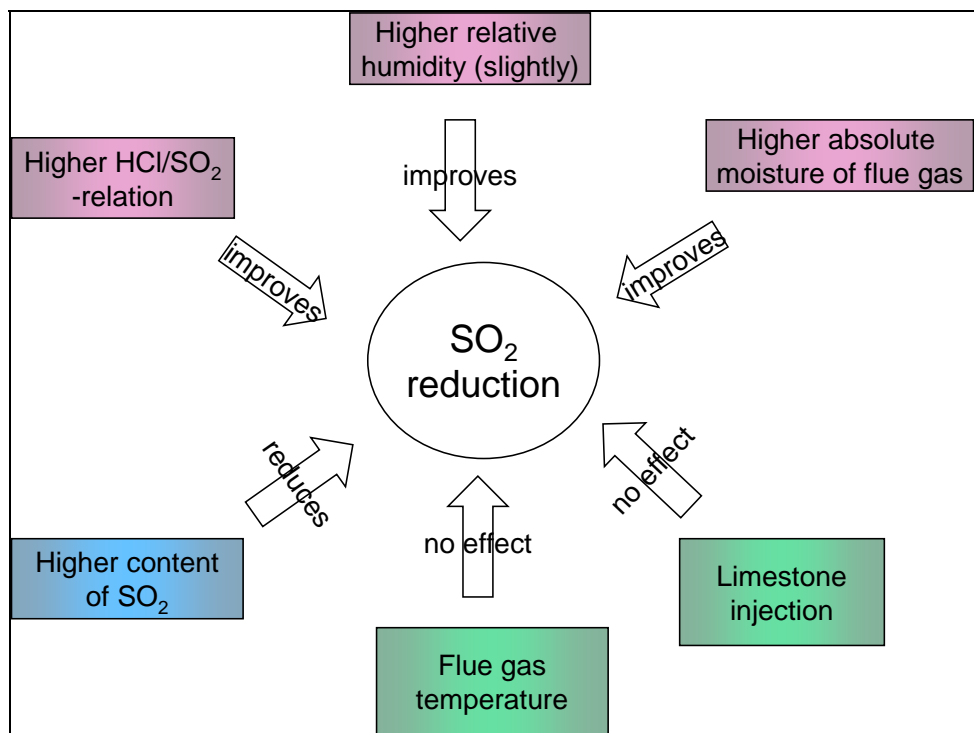 Higher relative
humidity (slightly)
Higher HCl/SO₂
-relation
Higher absolute
moisture of flue gas
improves
improves
improves
SO₂
reduction
reduces
no effect
no effect
Higher content
of SO₂
Flue gas
temperature
Limestone
injection